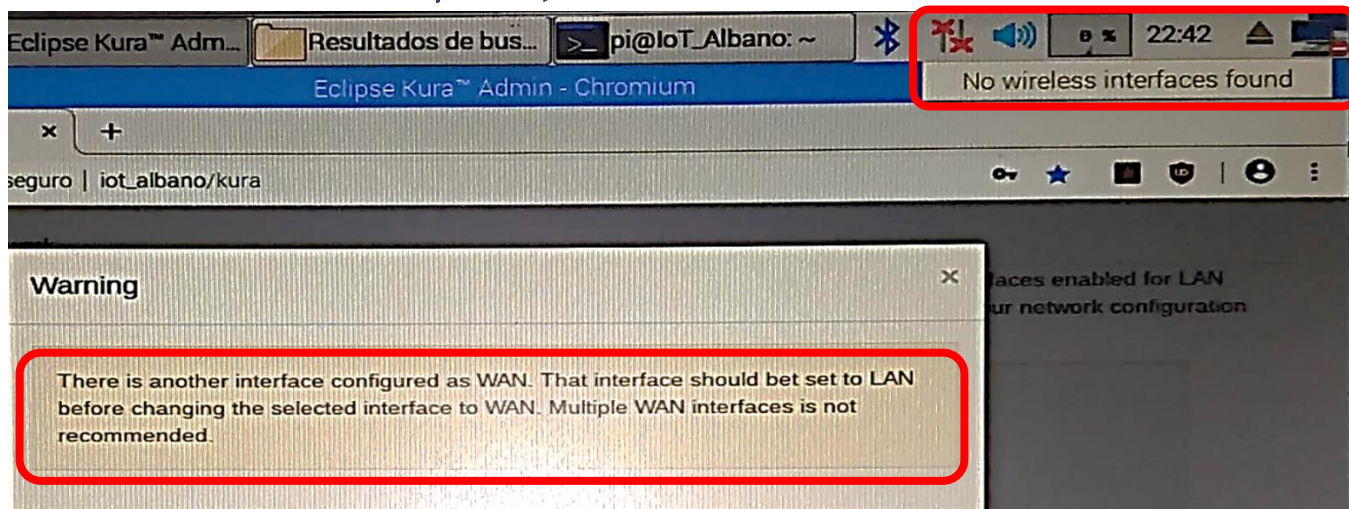 Eclipse Kura™ Adm... Resultados de bus... >_ pi@IoT_Albano: ~ 22:42
Eclipse Kura™ Admin - Chromium
No wireless interfaces found
× +
seguro | iot_albano/kura
Warning ×
aces enabled for LAN
ur network configuration
There is another interface configured as WAN. That interface should bet set to LAN
before changing the selected interface to WAN. Multiple WAN interfaces is not
recommended.